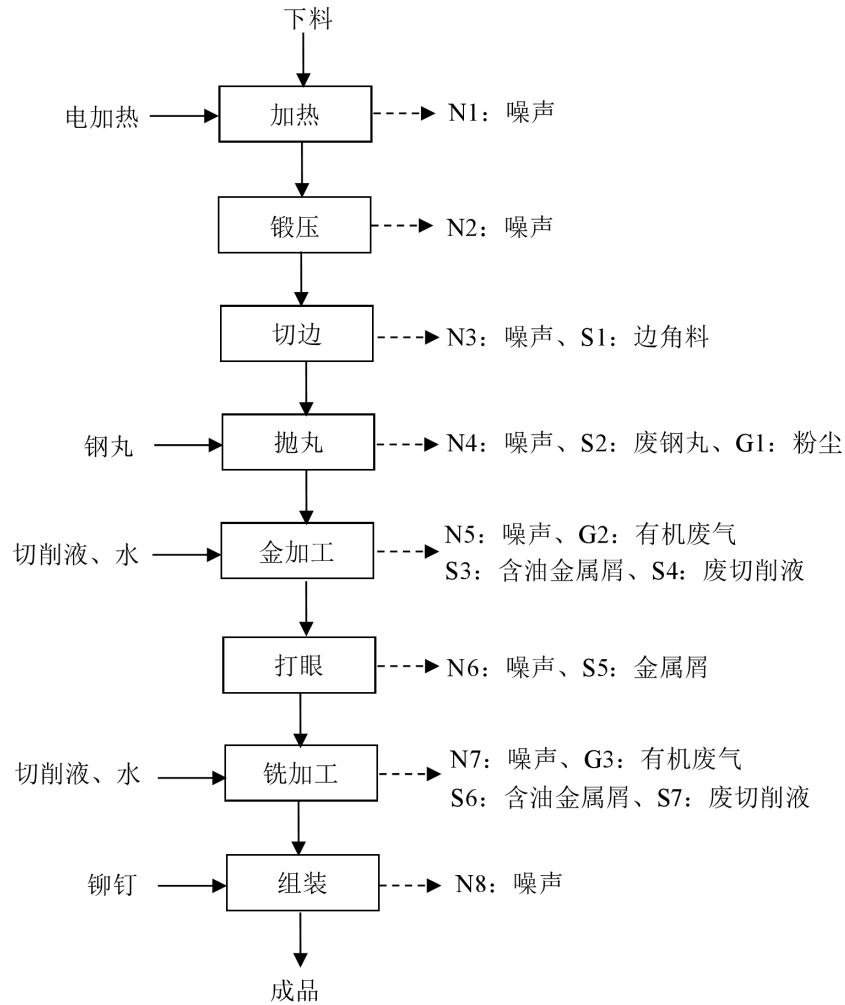 下料
电加热
加热
N1：噪声
锻压
N2：噪声
切边
N3：噪声、S1：边角料
钢丸
抛丸
N4：噪声、S2：废钢丸、G1：粉尘
切削液、水
金加工
N5：噪声、G2：有机废气
S3：含油金属屑、S4：废切削液
打眼
N6：噪声、S5：金属屑
切削液、水
铣加工
N7：噪声、G3：有机废气
S6：含油金属屑、S7：废切削液
铆钉
组装
N8：噪声
成品